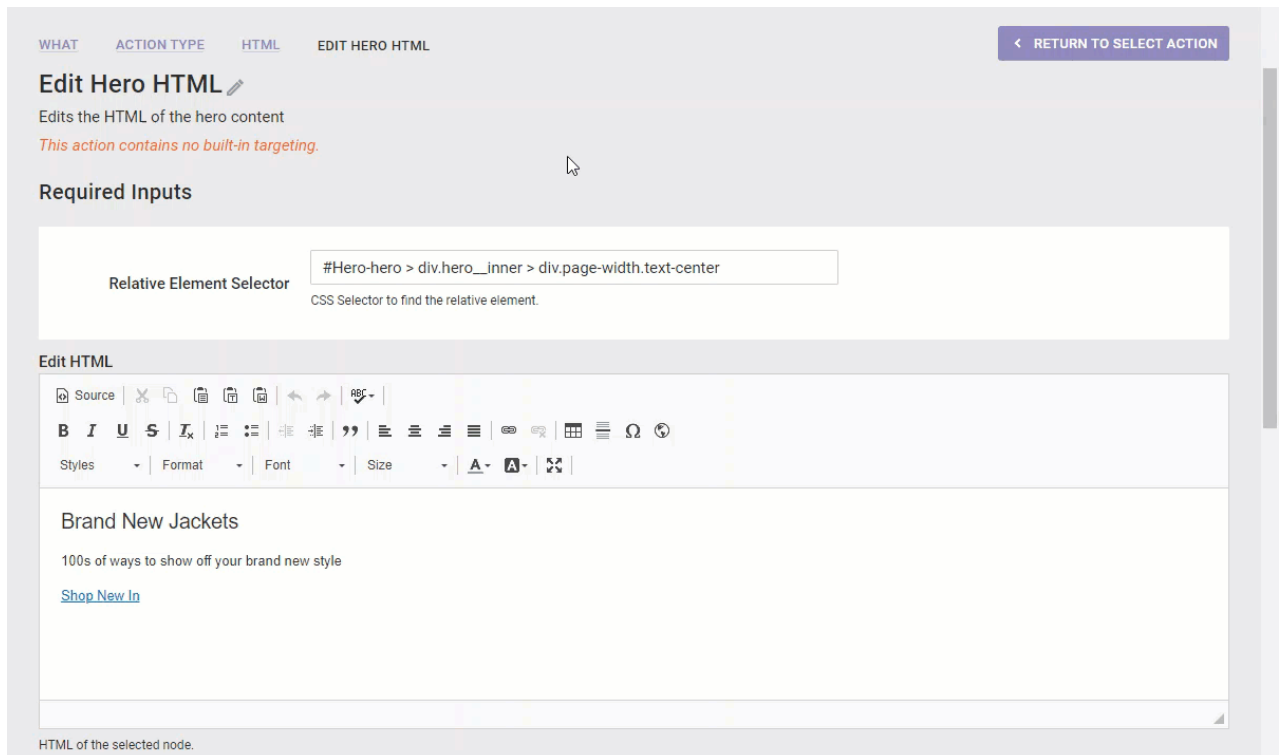 WHAT ACTION TYPE HTML EDIT HERO HTML
RETURN TO SELECT ACTION
Edit Hero HTML
Edits the HTML of the hero content
This action contains no built-in targeting.
Required Inputs
Relative Element Selector
#Hero-hero > div.hero__inner > div.page-width.text-center
CSS Selector to find the relative element.
Edit HTML
Source ABC
B I U S Ix Ω
Styles Format Font Size A A
Brand New Jackets
100s of ways to show off your brand new style
Shop New In
HTML of the selected node.